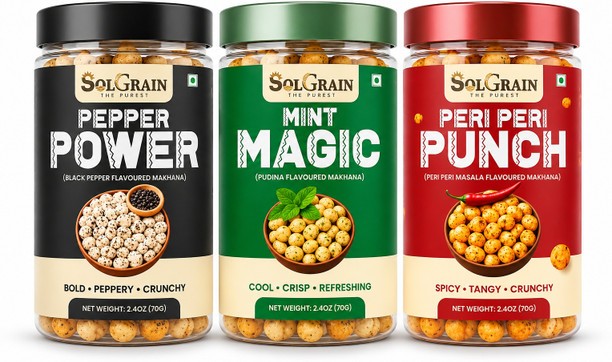 SOLGRAIN
THE PUREST
PEPPER
POWER
(BLACK PEPPER FLAVOURED MAKHANA)
BOLD • PEPPERY • CRUNCHY
NET WEIGHT: 2.4OZ (70G)
SOLGRAIN
THE PUREST
MINT
MAGIC
(PUDINA FLAVOURED MAKHANA)
COOL • CRISP • REFRESHING
NET WEIGHT: 2.4OZ (70G)
SOLGRAIN
THE PUREST
PERI PERI
PUNCH
(PERI PERI MASALA FLAVOURED MAKHANA)
SPICY • TANGY • CRUNCHY
NET WEIGHT: 2.4OZ (70G)